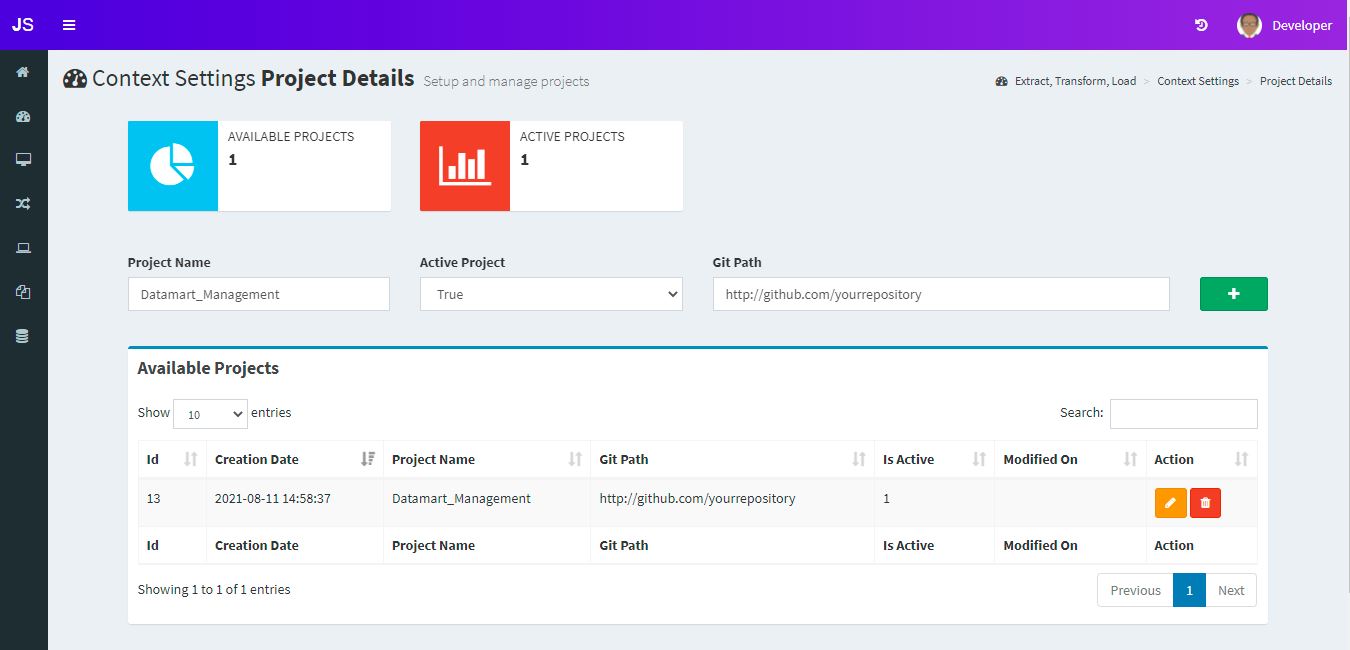 JS Developer
Context Settings Project Details Setup and manage projects Extract, Transform, Load > Context Settings > Project Details
AVAILABLE PROJECTS
1
ACTIVE PROJECTS
1
Project Name Active Project Git Path
Datamart_Management True http://github.com/yourrepository +
Available Projects
Show 10 entries Search:
Id Creation Date Project Name Git Path Is Active Modified On Action
13 2021-08-11 14:58:37 Datamart_Management http://github.com/yourrepository 1
Id Creation Date Project Name Git Path Is Active Modified On Action
Showing 1 to 1 of 1 entries Previous 1 Next